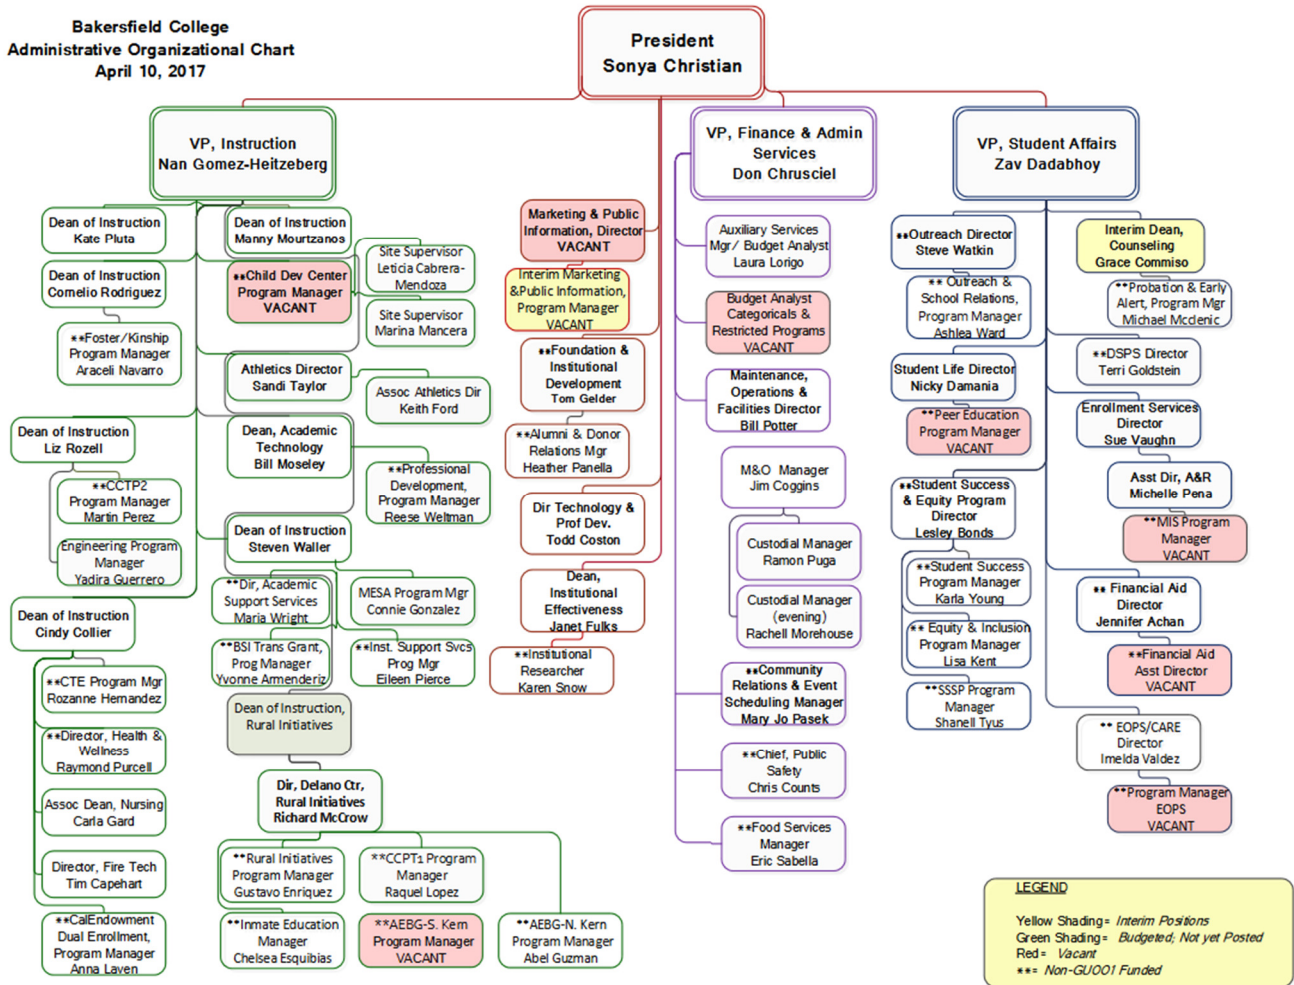 Bakersfield College
Administrative Organizational Chart
April 10, 2017
President
Sonya Christian
VP, Instruction
Nan Gomez-Heitzeberg
Dean of Instruction
Kate Pluta
Dean of Instruction
Cornelio Rodriguez
**Foster/Kinship
Program Manager
Araceli Navarro
Dean of Instruction
Liz Rozell
**CCTP2
Program Manager
Martin Perez
Engineering Program
Manager
Yadira Guerrero
Dean of Instruction
Cindy Collier
**CTE Program Mgr
Rozanne Hernandez
**Director, Health &
Wellness
Raymond Purcell
Assoc Dean, Nursing
Carla Gard
Director, Fire Tech
Tim Capehart
**CalEndowment
Dual Enrollment,
Program Manager
Anna Laven
Dean of Instruction
Manny Mourtzanos
**Child Dev Center
Program Manager
VACANT
Site Supervisor
Leticia Cabrera-
Mendoza
Site Supervisor
Marina Mancera
Athletics Director
Sandi Taylor
Assoc Athletics Dir
Keith Ford
Dean, Academic
Technology
Bill Moseley
**Professional
Development,
Program Manager
Reese Weltman
Dean of Instruction
Steven Waller
**Dir, Academic
Support Services
Maria Wright
MESA Program Mgr
Connie Gonzalez
**BSI Trans Grant,
Prog Manager
Yvonne Armenderiz
**Inst. Support Svcs
Prog Mgr
Eileen Pierce
Dean of Instruction,
Rural Initiatives
Dir, Delano Ctr,
Rural Initiatives
Richard McCrow
**Rural Initiatives
Program Manager
Gustavo Enriquez
**CCPT1 Program
Manager
Raquel Lopez
**Inmate Education
Manager
Chelsea Esquibias
**AEBG-S. Kern
Program Manager
VACANT
**AEBG-N. Kern
Program Manager
Abel Guzman
Marketing & Public
Information, Director
VACANT
Interim Marketing
&Public Information,
Program Manager
VACANT
**Foundation &
Institutional
Development
Tom Gelder
**Alumni & Donor
Relations Mgr
Heather Panella
Dir Technology &
Prof Dev.
Todd Coston
Dean,
Institutional
Effectiveness
Janet Fulks
**Institutional
Researcher
Karen Snow
VP, Finance & Admin
Services
Don Chrusciel
Auxiliary Services
Mgr/ Budget Analyst
Laura Lorigo
Budget Analyst
Categoricals &
Restricted Programs
VACANT
Maintenance,
Operations &
Facilities Director
Bill Potter
M&O Manager
Jim Coggins
Custodial Manager
Ramon Puga
Custodial Manager
(evening)
Rachell Morehouse
**Community
Relations & Event
Scheduling Manager
Mary Jo Pasek
**Chief, Public
Safety
Chris Counts
**Food Services
Manager
Eric Sabella
VP, Student Affairs
Zav Dadabhoy
**Outreach Director
Steve Watkin
** Outreach &
School Relations,
Program Manager
Ashlea Ward
Student Life Director
Nicky Damania
**Peer Education
Program Manager
VACANT
**Student Success
& Equity Program
Director
Lesley Bonds
**Student Success
Program Manager
Karla Young
** Equity & Inclusion
Program Manager
Lisa Kent
**SSSP Program
Manager
Shanell Tyus
Interim Dean,
Counseling
Grace Commiso
**Probation & Early
Alert, Program Mgr
Michael Mcclenic
**DSPS Director
Terri Goldstein
Enrollment Services
Director
Sue Vaughn
Asst Dir, A&R
Michelle Pena
**MIS Program
Manager
VACANT
** Financial Aid
Director
Jennifer Achan
**Financial Aid
Asst Director
VACANT
** EOPS/CARE
Director
Imelda Valdez
**Program Manager
EOPS
VACANT
LEGEND
Yellow Shading= Interim Positions
Green Shading= Budgeted; Not yet Posted
Red= Vacant
**= Non-GU001 Funded